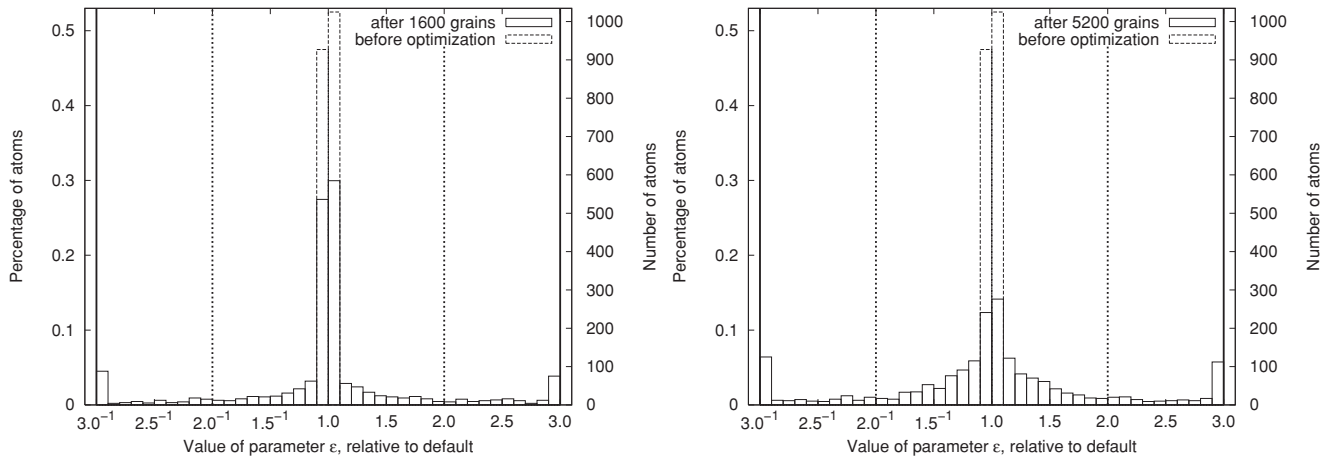 after 1600 grains
before optimization
0.5
0.4
0.3
0.2
0.1
0
Percentage of atoms
1000
900
800
700
600
500
400
300
200
100
0
Number of atoms
3.0⁻¹ 2.5⁻¹ 2.0⁻¹ 1.5⁻¹ 1.0 1.5 2.0 2.5 3.0
Value of parameter ε, relative to default
after 5200 grains
before optimization
0.5
0.4
0.3
0.2
0.1
0
Percentage of atoms
1000
900
800
700
600
500
400
300
200
100
0
Number of atoms
3.0⁻¹ 2.5⁻¹ 2.0⁻¹ 1.5⁻¹ 1.0 1.5 2.0 2.5 3.0
Value of parameter ε, relative to default